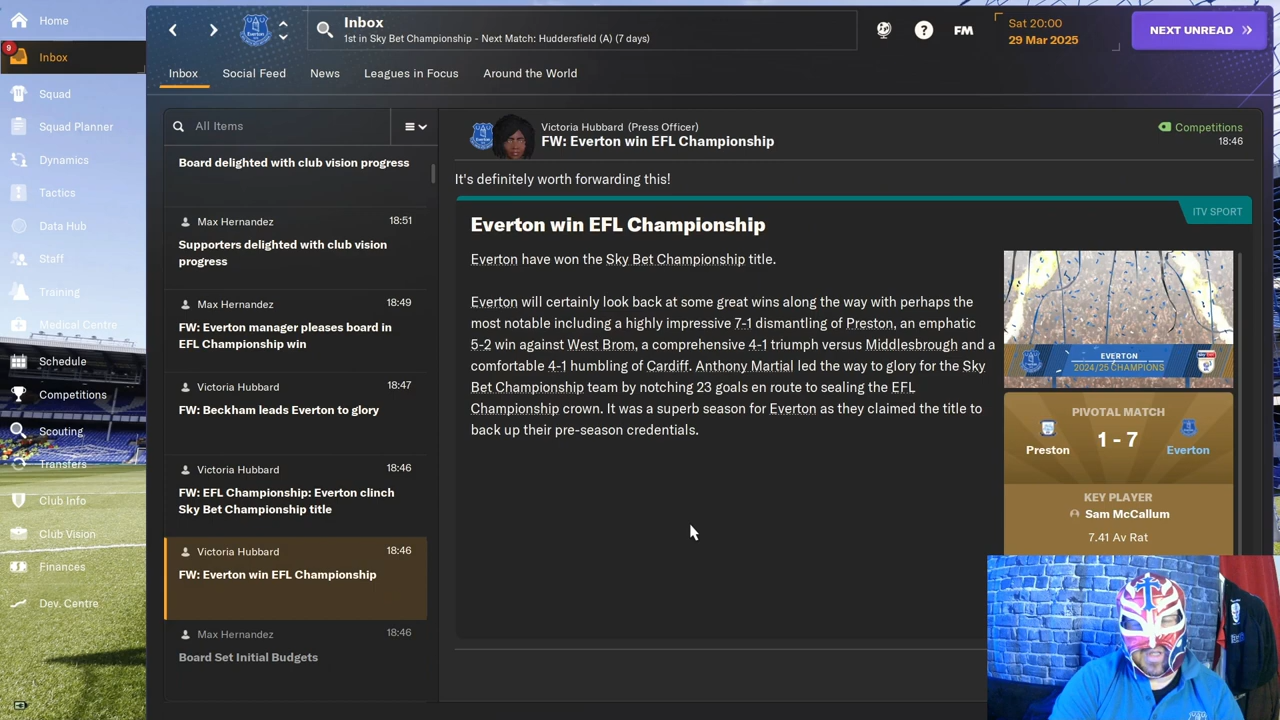 Home
9
Inbox
Squad
Squad Planner
Dynamics
Tactics
Data Hub
Staff
Training
Medical Centre
Schedule
Competitions
Scouting
Transfers
Club Info
Club Vision
Finances
Dev. Centre
Everton
Inbox
1st in Sky Bet Championship - Next Match: Huddersfield (A) (7 days)
?
FM
Sat 20:00
29 Mar 2025
NEXT UNREAD
Inbox
Social Feed
News
Leagues in Focus
Around the World
All Items
Board delighted with club vision progress
Max Hernandez
18:51
Supporters delighted with club vision
progress
Max Hernandez
18:49
FW: Everton manager pleases board in
EFL Championship win
Victoria Hubbard
18:47
FW: Beckham leads Everton to glory
Victoria Hubbard
18:46
FW: EFL Championship: Everton clinch
Sky Bet Championship title
Victoria Hubbard
18:46
FW: Everton win EFL Championship
Max Hernandez
18:46
Board Set Initial Budgets
Victoria Hubbard (Press Officer)
FW: Everton win EFL Championship
Competitions
18:46
It's definitely worth forwarding this!
ITV SPORT
Everton win EFL Championship
Everton have won the Sky Bet Championship title.
Everton will certainly look back at some great wins along the way with perhaps the
most notable including a highly impressive 7-1 dismantling of Preston, an emphatic
5-2 win against West Brom, a comprehensive 4-1 triumph versus Middlesbrough and a
comfortable 4-1 humbling of Cardiff. Anthony Martial led the way to glory for the Sky
Bet Championship team by notching 23 goals en route to sealing the EFL
Championship crown. It was a superb season for Everton as they claimed the title to
back up their pre-season credentials.
EVERTON
2024/25 CHAMPIONS
PIVOTAL MATCH
Preston
1 - 7
Everton
KEY PLAYER
Sam McCallum
7.41 Av Rat